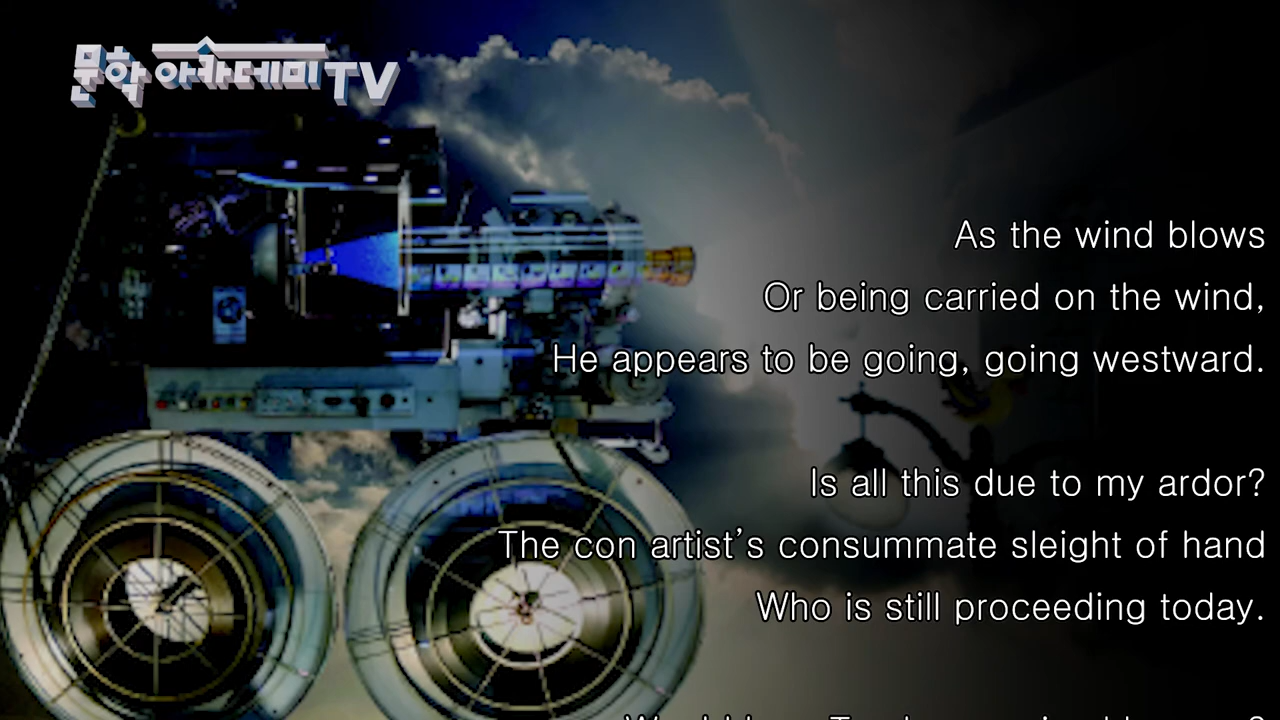 문학 아카데미 TV
As the wind blows
Or being carried on the wind,
He appears to be going, going westward.
Is all this due to my ardor?
The con artist's consummate sleight of hand
Who is still proceeding today.